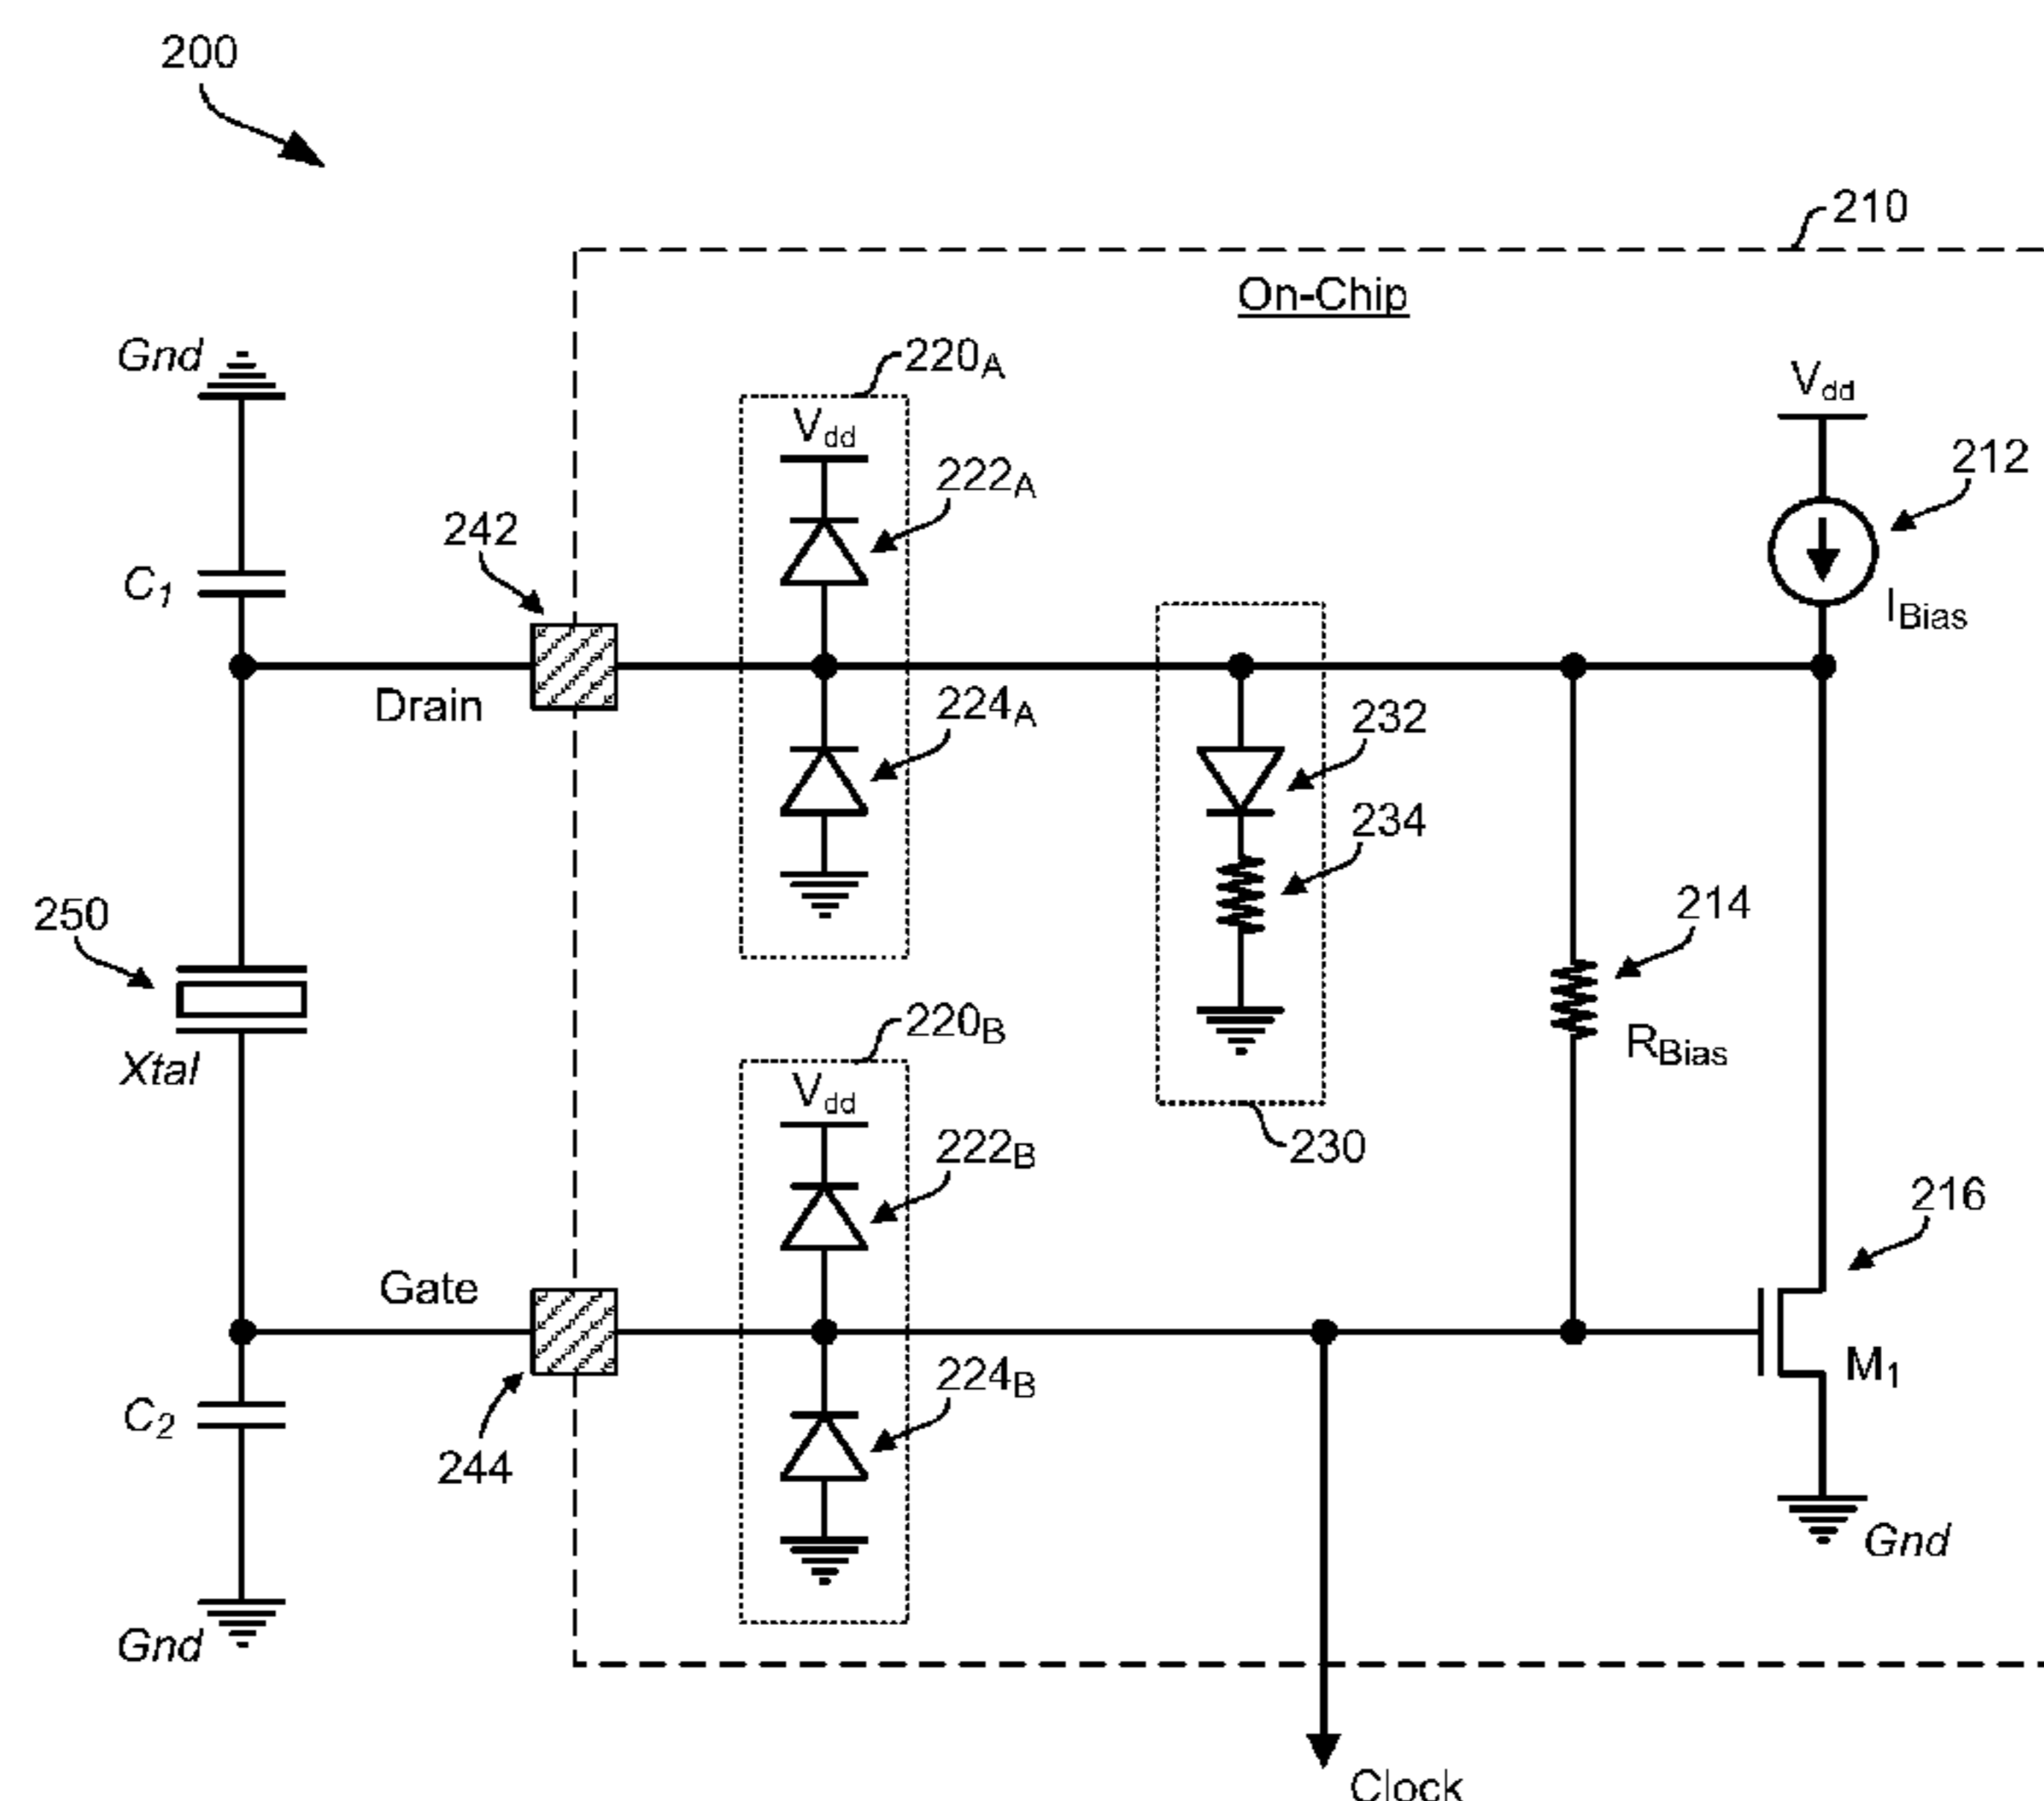 200
210
On-Chip
Gnd
220A
Vdd
Vdd
212
222A
242
C1
IBias
Drain
224A
232
234
250
214
220B
RBias
Xtal
Vdd
230
222B
216
Gate
M1
224B
C2
244
Gnd
Gnd
Clock